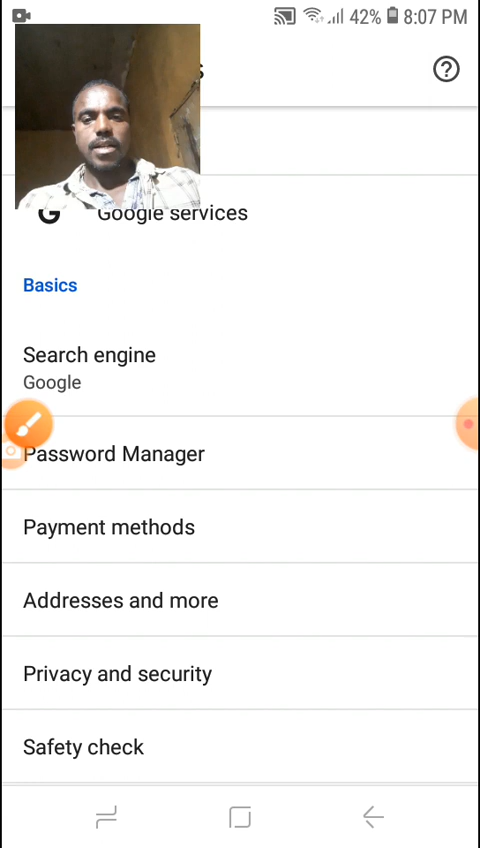 42% 8:07 PM
Google services
Basics
Search engine
Google
Password Manager
Payment methods
Addresses and more
Privacy and security
Safety check